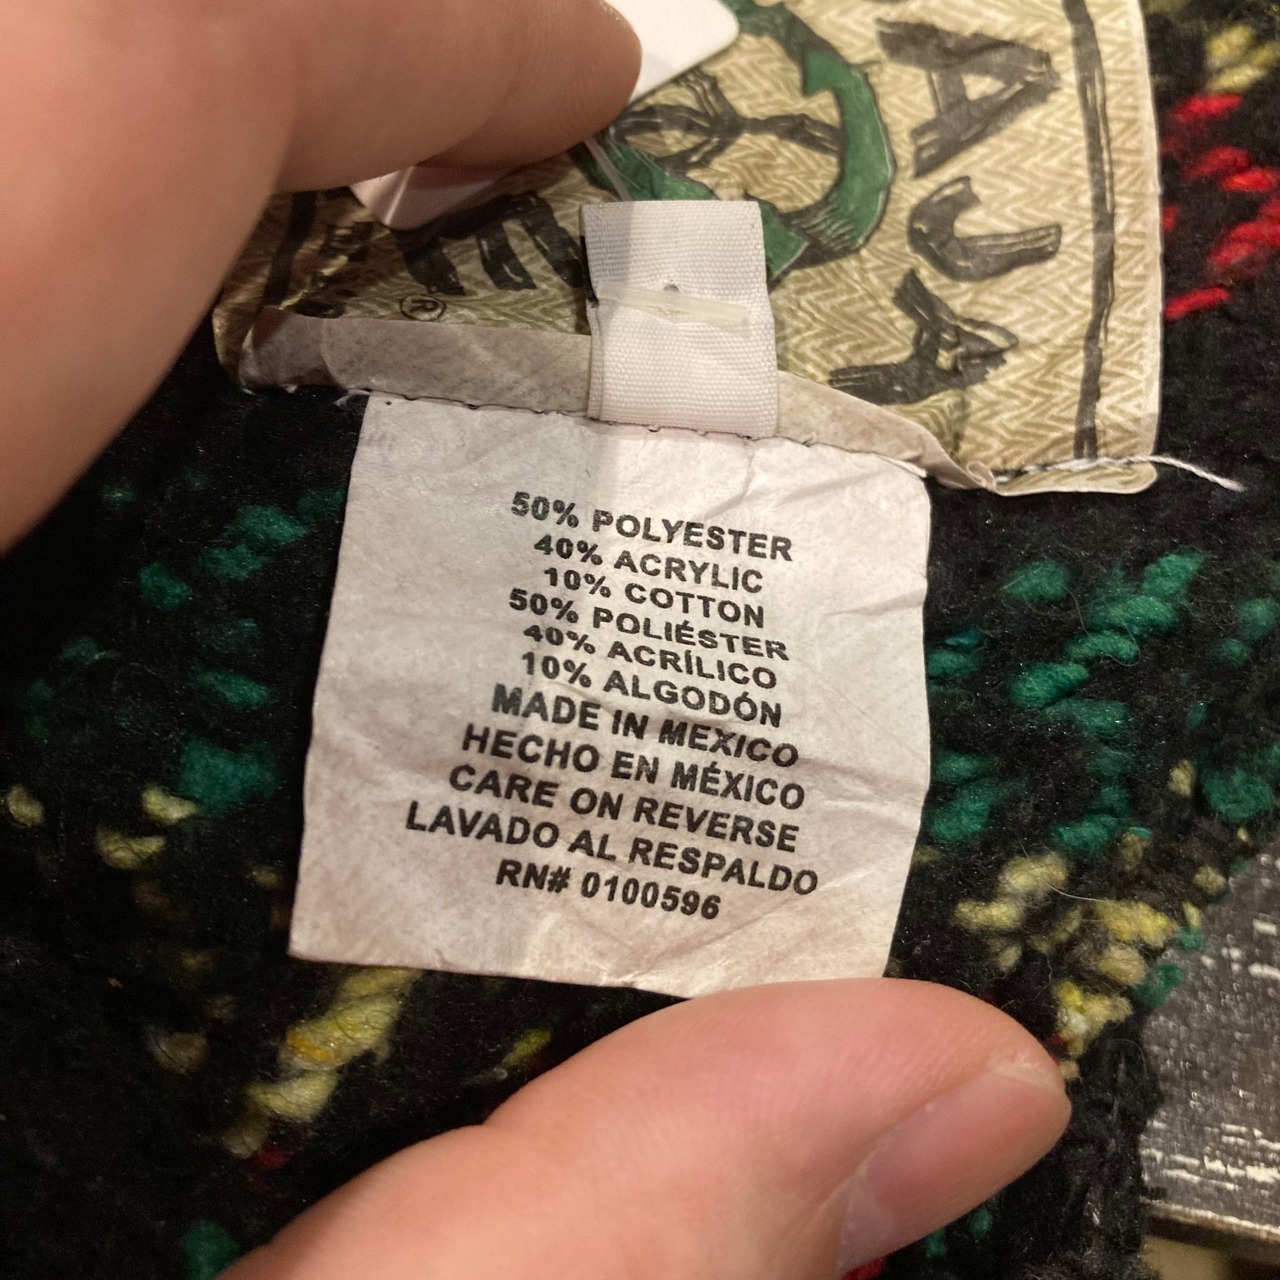 50% POLYESTER
40% ACRYLIC
10% COTTON
50% POLIÉSTER
40% ACRÍLICO
10% ALGODÓN
MADE IN MEXICO
HECHO EN MÉXICO
CARE ON REVERSE
LAVADO AL RESPALDO
RN# 0100596
®